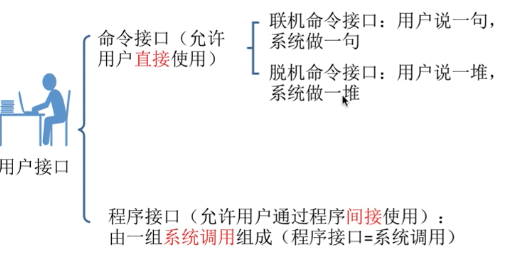 命令接口（允许
用户直接使用）
联机命令接口：用户说一句，
系统做一句
脱机命令接口：用户说一堆，
系统做一堆
用户接口
程序接口（允许用户通过程序间接使用）：
由一组系统调用组成（程序接口=系统调用）